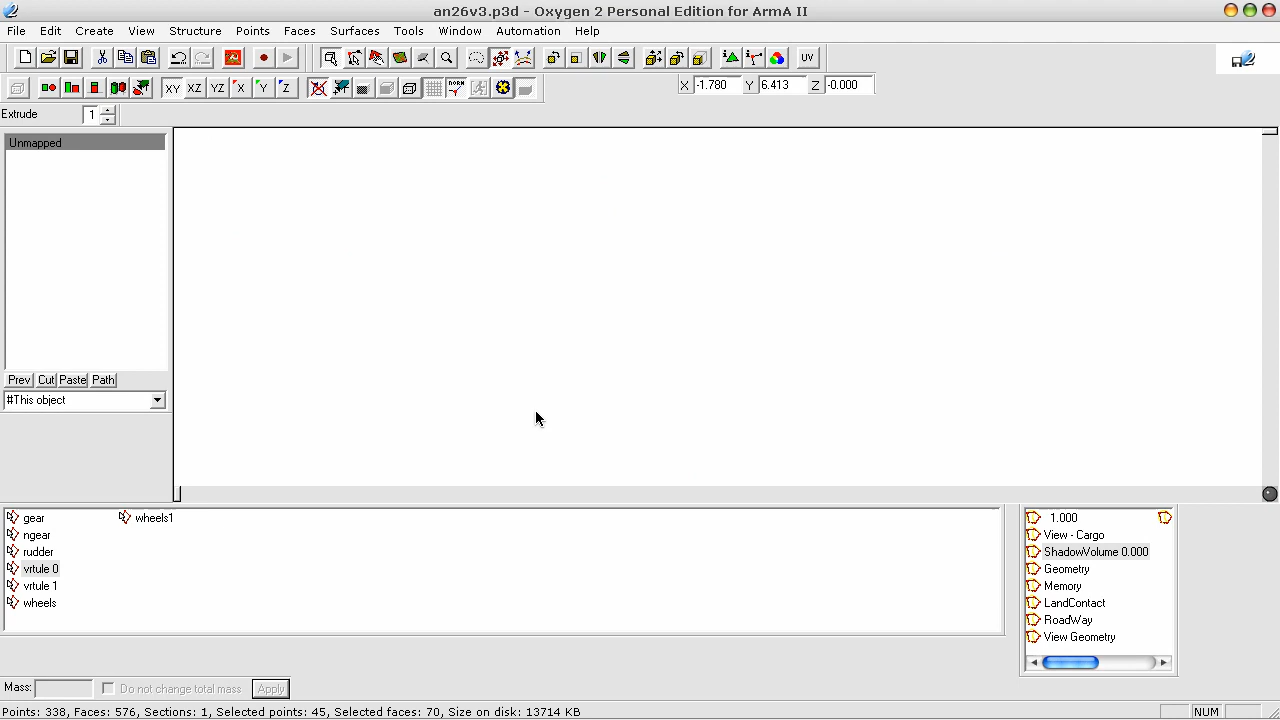 an26v3.p3d - Oxygen 2 Personal Edition for ArmA II
File Edit Create View Structure Points Faces Surfaces Tools Window Automation Help
UV
XY XZ YZ X Y Z NORM X -1.780 Y 6.413 Z -0.000
Extrude 1
Unmapped
Prev Cut Paste Path
#This object
gear wheels1
ngear
rudder
vrtule 0
vrtule 1
wheels
1.000
View - Cargo
ShadowVolume 0.000
Geometry
Memory
LandContact
RoadWay
View Geometry
Mass: Do not change total mass Apply
Points: 338, Faces: 576, Sections: 1, Selected points: 45, Selected faces: 70, Size on disk: 13714 KB NUM